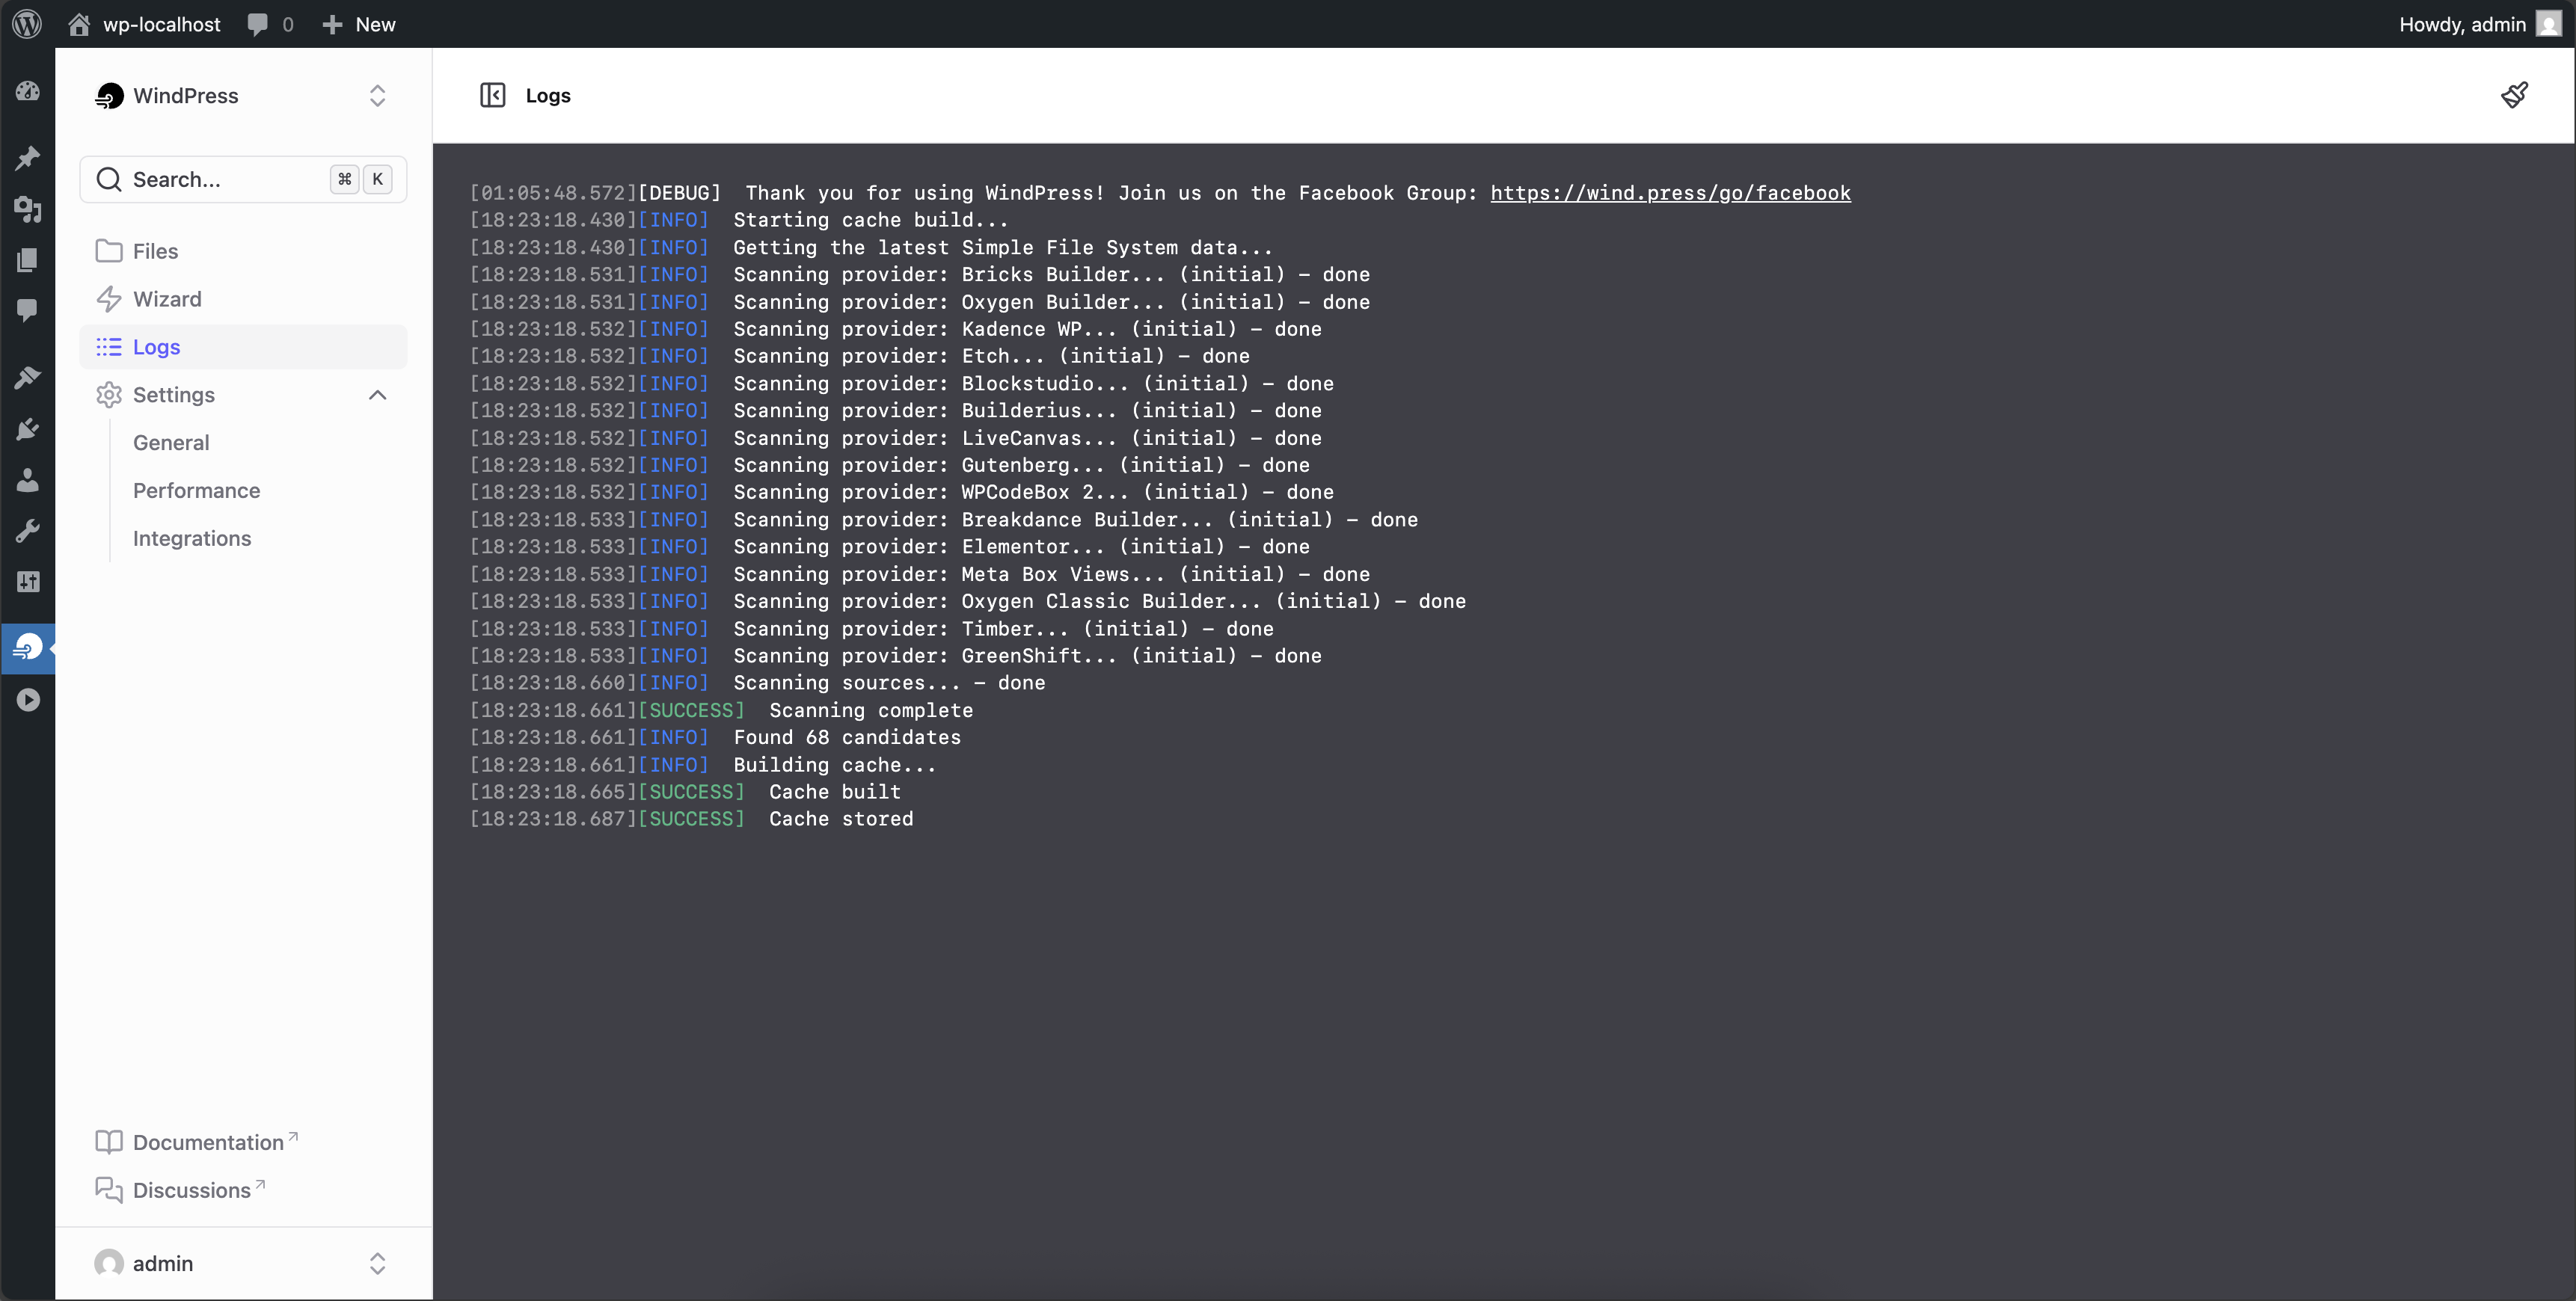 wp-localhost 0 New Howdy, admin
WindPress
Search... ⌘ K
Files
Wizard
Logs
Settings
General
Performance
Integrations
Documentation
Discussions
admin
Logs
[01:05:48.572][DEBUG] Thank you for using WindPress! Join us on the Facebook Group: https://wind.press/go/facebook
[18:23:18.430][INFO] Starting cache build...
[18:23:18.430][INFO] Getting the latest Simple File System data...
[18:23:18.531][INFO] Scanning provider: Bricks Builder... (initial) – done
[18:23:18.531][INFO] Scanning provider: Oxygen Builder... (initial) – done
[18:23:18.532][INFO] Scanning provider: Kadence WP... (initial) – done
[18:23:18.532][INFO] Scanning provider: Etch... (initial) – done
[18:23:18.532][INFO] Scanning provider: Blockstudio... (initial) – done
[18:23:18.532][INFO] Scanning provider: Builderius... (initial) – done
[18:23:18.532][INFO] Scanning provider: LiveCanvas... (initial) – done
[18:23:18.532][INFO] Scanning provider: Gutenberg... (initial) – done
[18:23:18.532][INFO] Scanning provider: WPCodeBox 2... (initial) – done
[18:23:18.533][INFO] Scanning provider: Breakdance Builder... (initial) – done
[18:23:18.533][INFO] Scanning provider: Elementor... (initial) – done
[18:23:18.533][INFO] Scanning provider: Meta Box Views... (initial) – done
[18:23:18.533][INFO] Scanning provider: Oxygen Classic Builder... (initial) – done
[18:23:18.533][INFO] Scanning provider: Timber... (initial) – done
[18:23:18.533][INFO] Scanning provider: GreenShift... (initial) – done
[18:23:18.660][INFO] Scanning sources... – done
[18:23:18.661][SUCCESS] Scanning complete
[18:23:18.661][INFO] Found 68 candidates
[18:23:18.661][INFO] Building cache...
[18:23:18.665][SUCCESS] Cache built
[18:23:18.687][SUCCESS] Cache stored